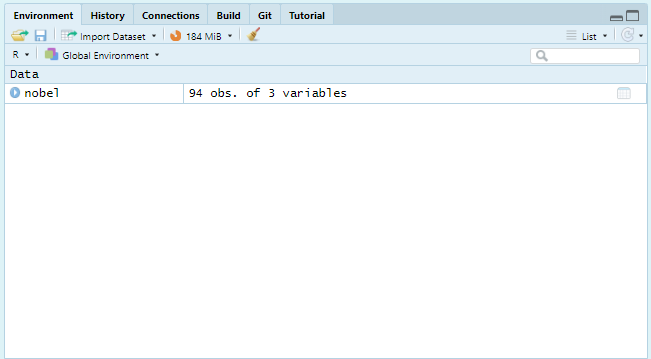 Environment History Connections Build Git Tutorial
Import Dataset 184 MiB List
R Global Environment
Data
nobel 94 obs. of 3 variables